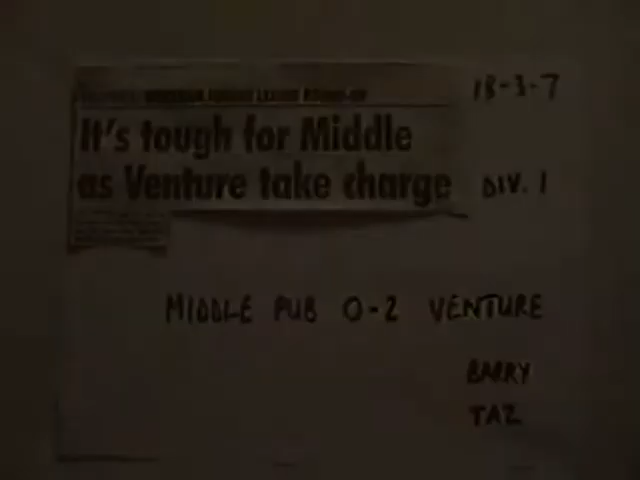 18-3-7
It's tough for Middle
as Venture take charge
DIV. 1
MIDDLE PUB 0-2 VENTURE
BARRY
TAZ